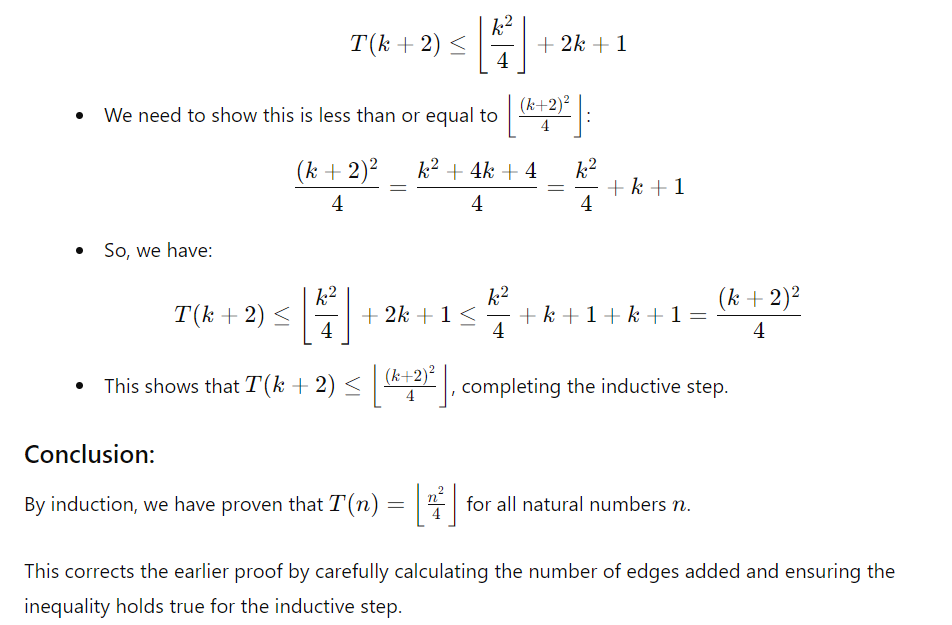 T(k + 2) ≤ ⌊k²/4⌋ + 2k + 1
• We need to show this is less than or equal to ⌊(k+2)²/4⌋:
(k + 2)²/4 = (k² + 4k + 4)/4 = k²/4 + k + 1
• So, we have:
T(k + 2) ≤ ⌊k²/4⌋ + 2k + 1 ≤ k²/4 + k + 1 + k + 1 = (k + 2)²/4
• This shows that T(k + 2) ≤ ⌊(k+2)²/4⌋, completing the inductive step.
Conclusion:
By induction, we have proven that T(n) = ⌊n²/4⌋ for all natural numbers n.
This corrects the earlier proof by carefully calculating the number of edges added and ensuring the
inequality holds true for the inductive step.